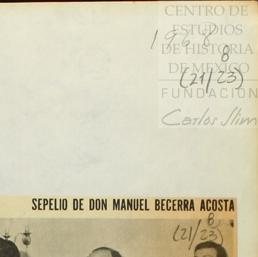 CENTRO DE
ESTUDIOS
DE HISTORIA
DE MEXICO
FUNDACION
Carlos Slim
1968
8
(21/23)
SEPELIO DE DON MANUEL BECERRA ACOSTA
8
(21/23)